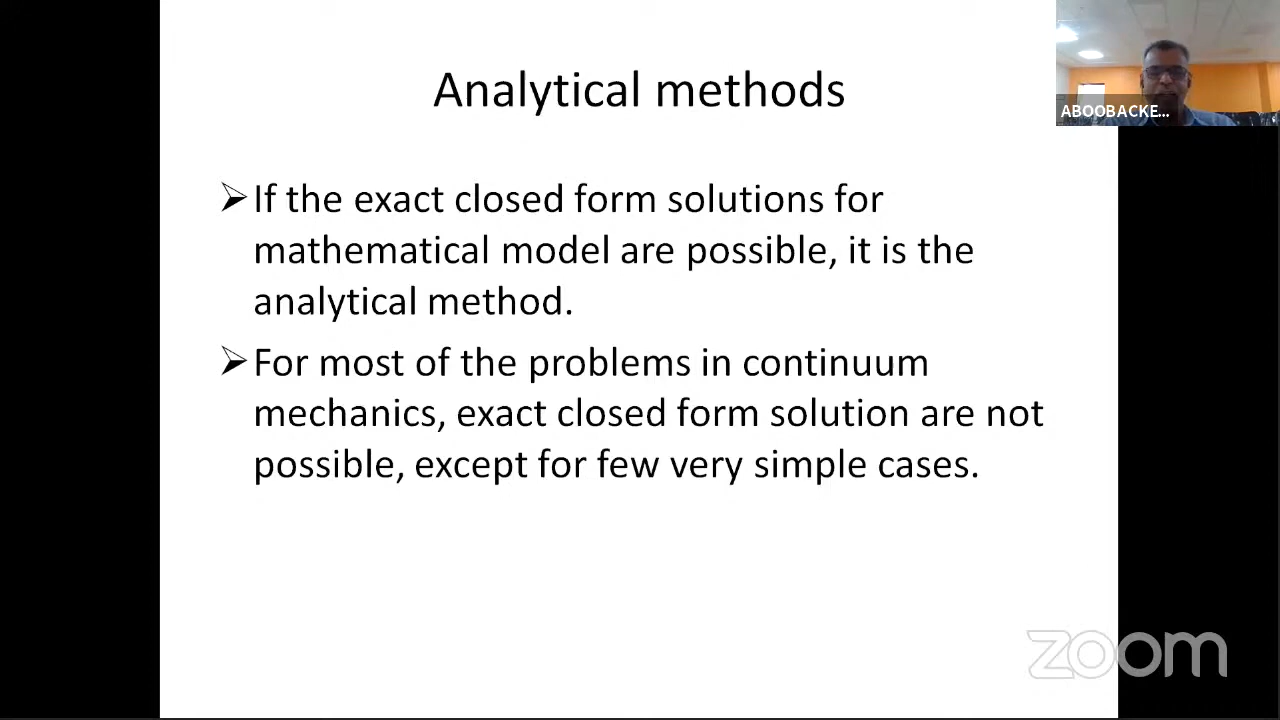 Analytical methods
ABOOBACKE...
➢If the exact closed form solutions for
mathematical model are possible, it is the
analytical method.
➢For most of the problems in continuum
mechanics, exact closed form solution are not
possible, except for few very simple cases.
zoom